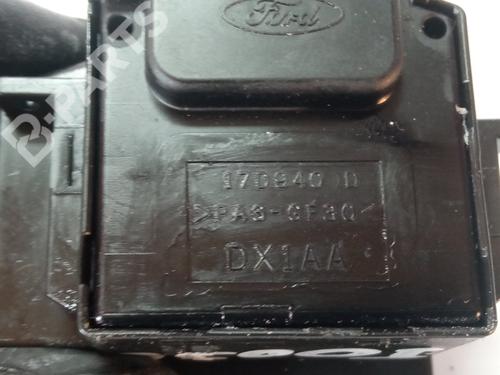 Ford
B-PARTS
17D940 D
>PA6-GF30<
DX1AA